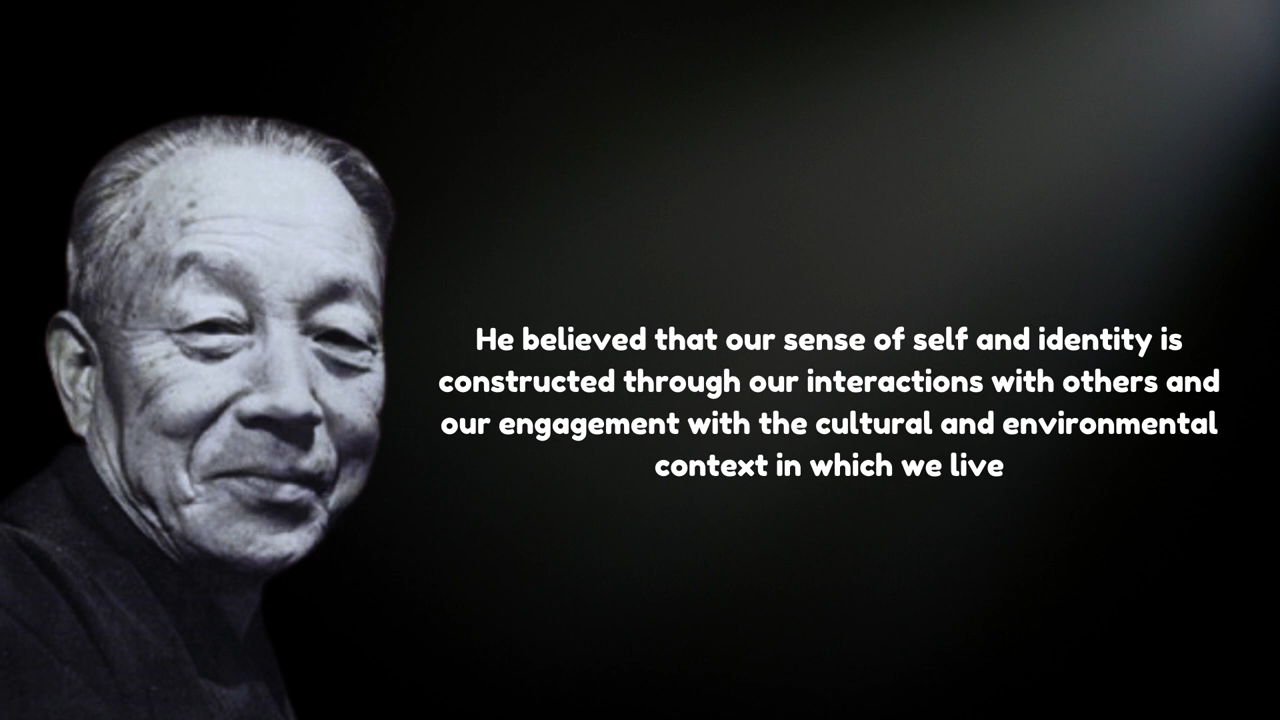 He believed that our sense of self and identity is
constructed through our interactions with others and
our engagement with the cultural and environmental
context in which we live